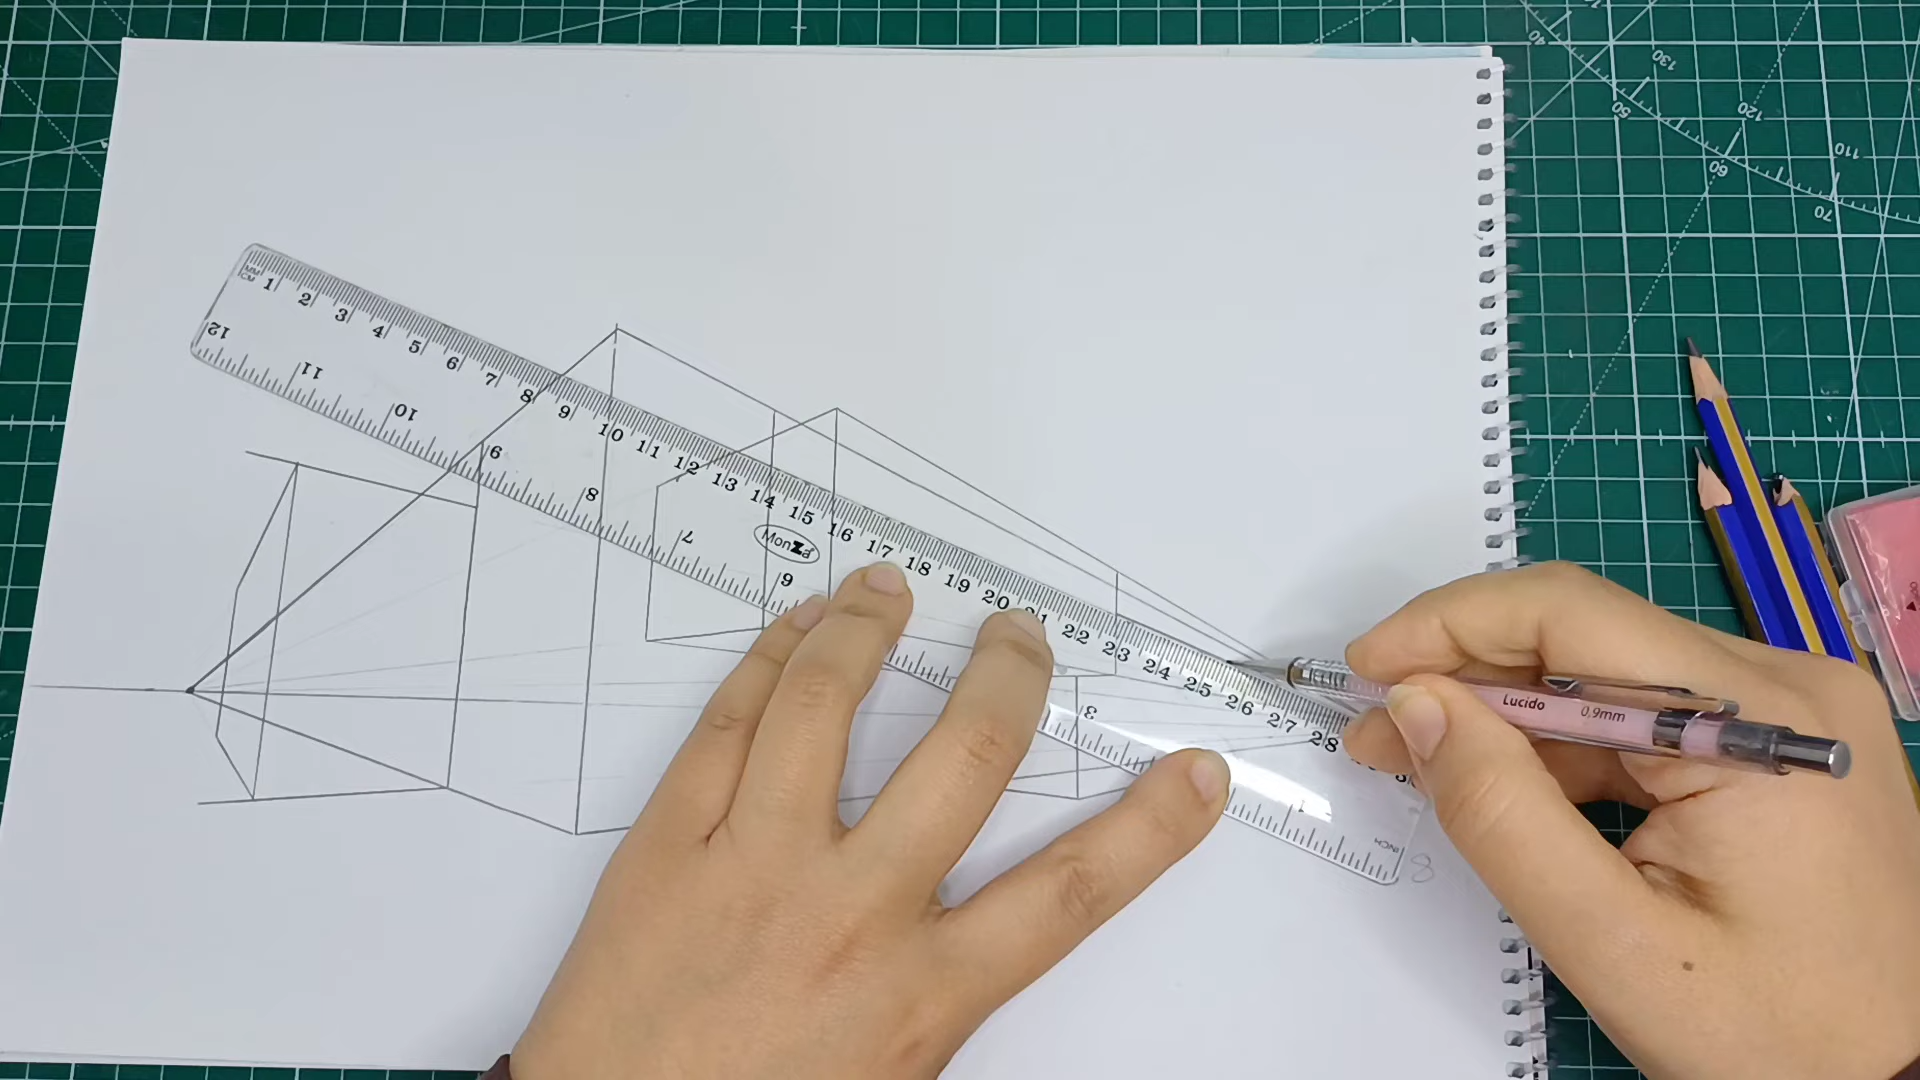 40
130
50
120
60
110
70
MM
CM
1 2 3 4 5 6 7 8 9 10 11 12 13 14 15 16 17 18 19 20 21 22 23 24 25 26 27 28
12 11 10 9 8 7 6 3 1
INCH
Monza
Lucido 0,9mm
8